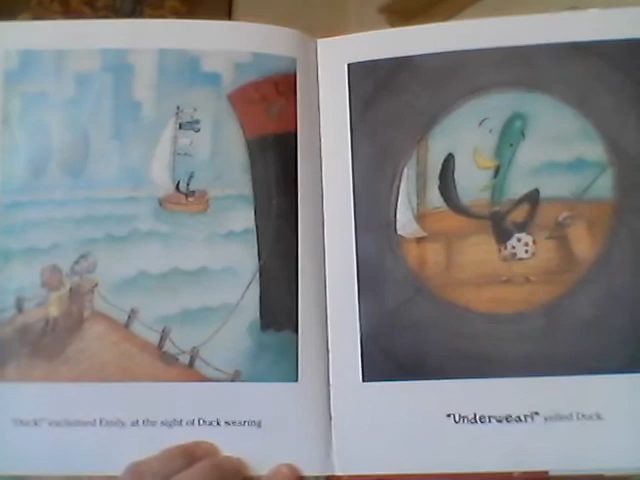 "Duck!" exclaimed Emily, at the sight of Duck wearing
"Underwear!" yelled Duck.